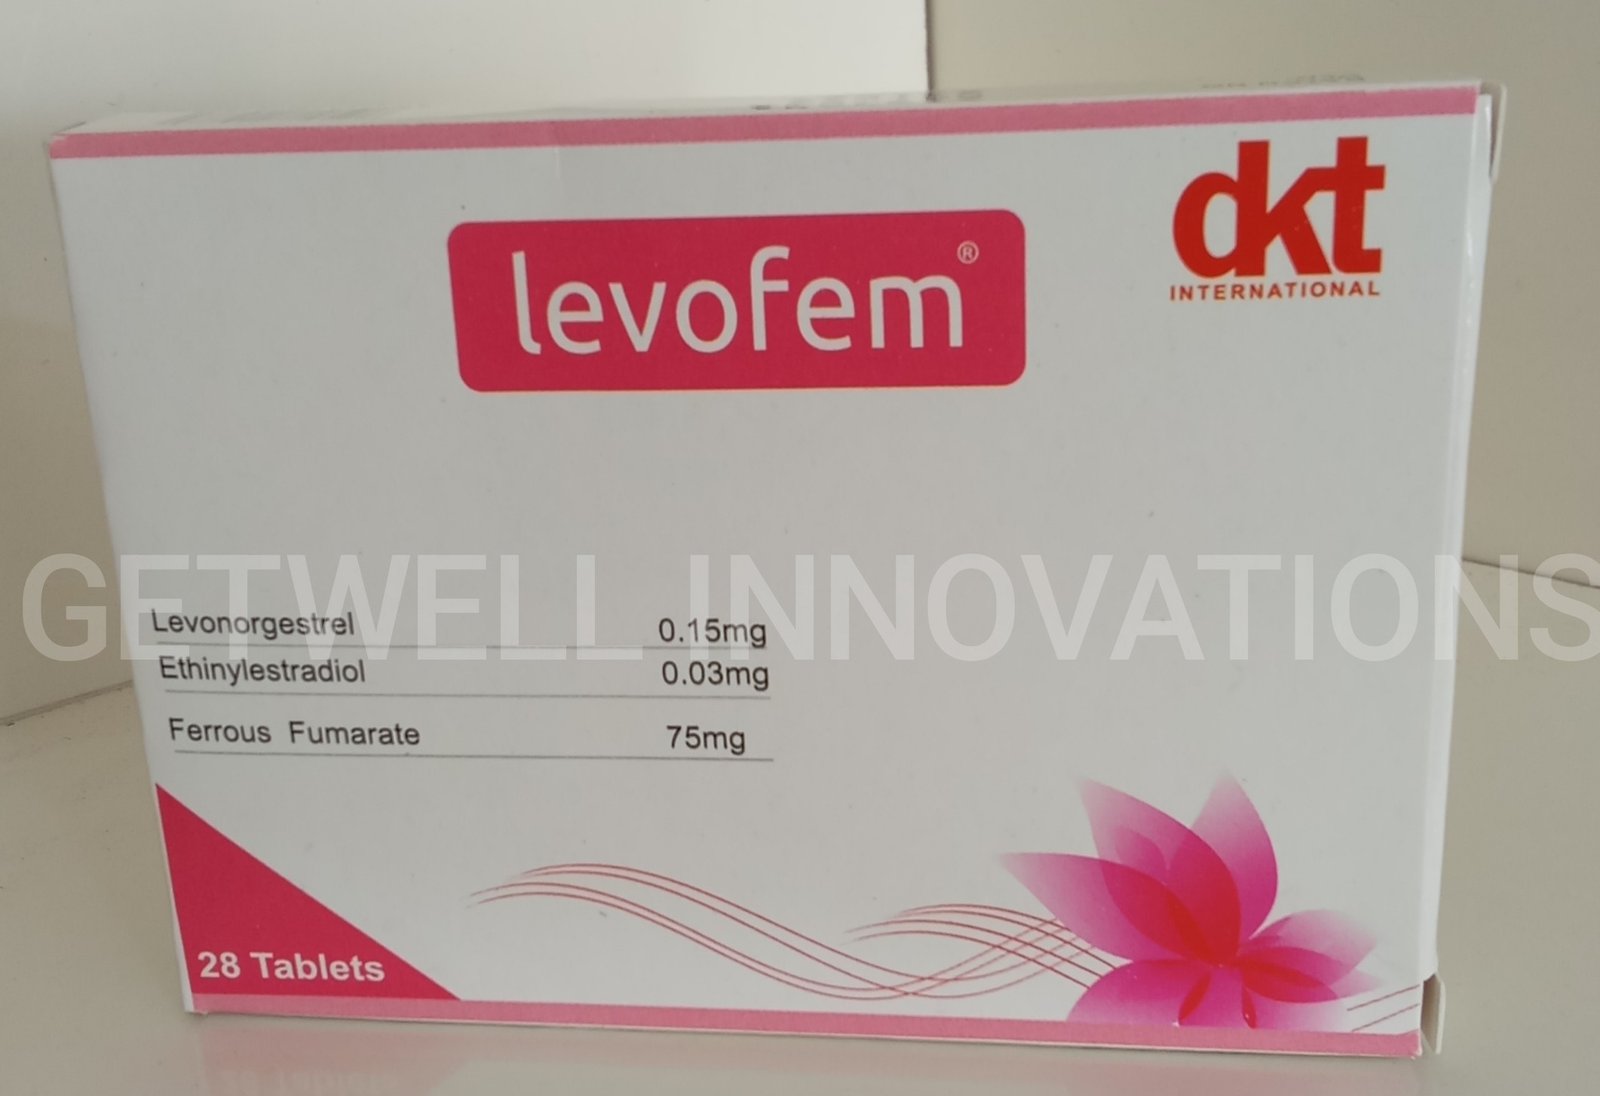 dkt
INTERNATIONAL
levofem®
GETWELL INNOVATIONS
Levonorgestrel 0.15mg
Ethinylestradiol 0.03mg
Ferrous Fumarate 75mg
28 Tablets